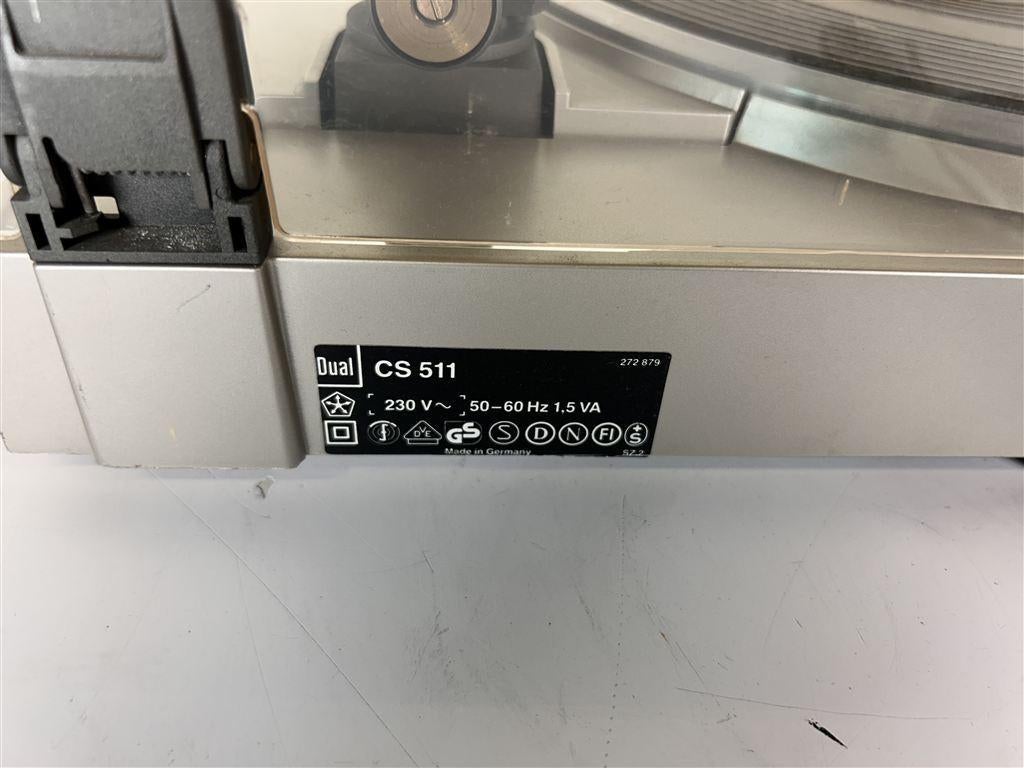 Dual CS 511 272 879
230 V~ 50–60 Hz 1,5 VA
DVE GS S D N FI +S
Made in Germany SZ 2